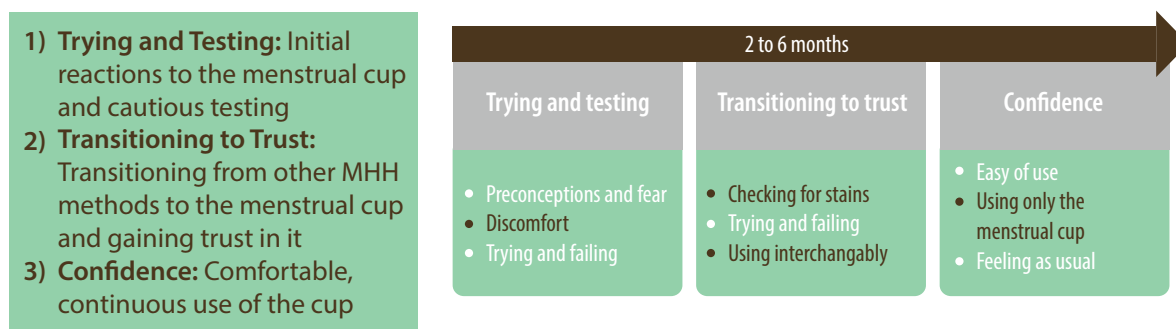 1) Trying and Testing: Initial
reactions to the menstrual cup
and cautious testing
2) Transitioning to Trust:
Transitioning from other MHH
methods to the menstrual cup
and gaining trust in it
3) Confidence: Comfortable,
continuous use of the cup
2 to 6 months
Trying and testing
• Preconceptions and fear
• Discomfort
• Trying and failing
Transitioning to trust
• Checking for stains
• Trying and failing
• Using interchangably
Confidence
• Easy of use
• Using only the
menstrual cup
• Feeling as usual